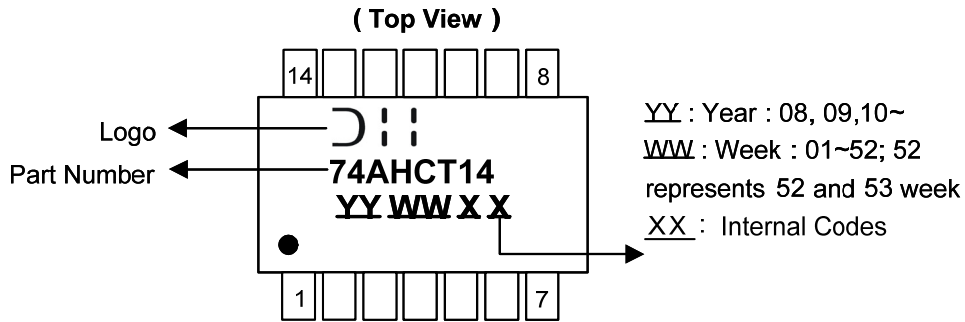 ( Top View )
14 8
Logo
Part Number
74AHCT14
YY WW X X
1 7
YY : Year : 08, 09,10~
WW : Week : 01~52; 52
represents 52 and 53 week
XX : Internal Codes